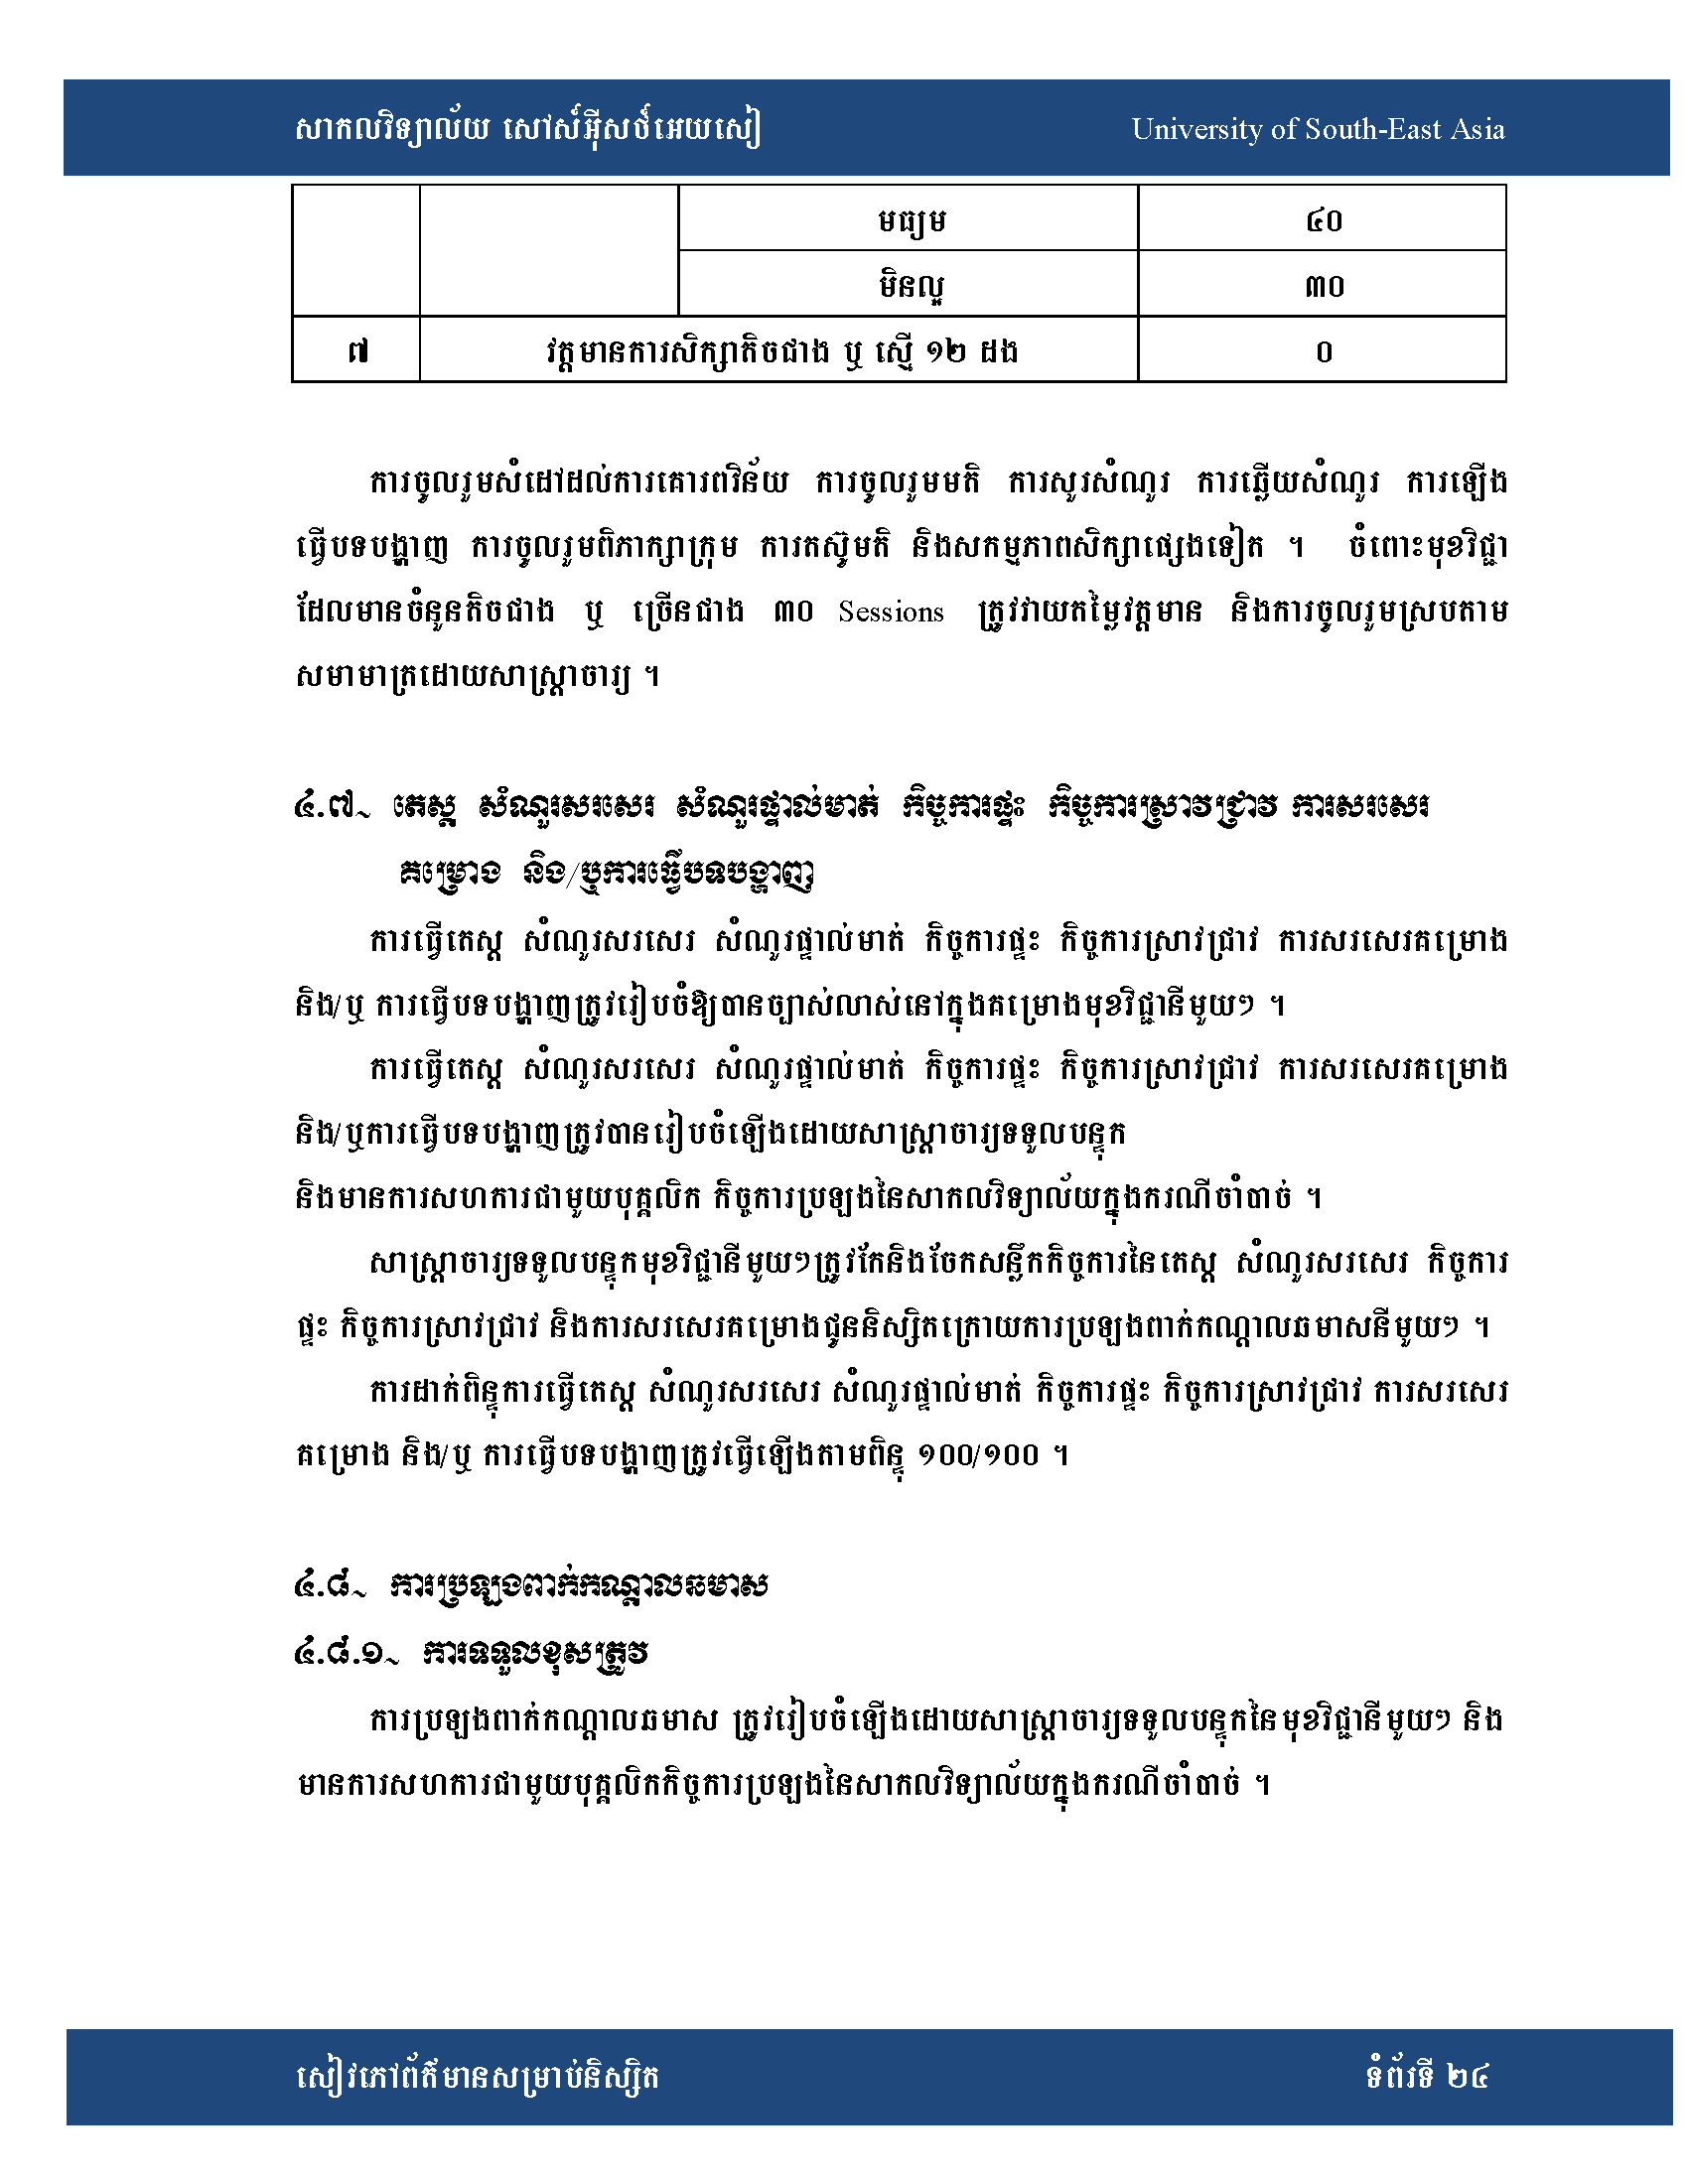 សាកលវិទ្យាល័យ សៅស៍អ៊ីសថ៍អេយសៀ University of South-East Asia
មធ្យម ៤០
មិនល្អ ៣០
៧ វត្តមានការសិក្សាតិចជាង ឬ ស្មើ ១២ ដង ០
ការចូលរួមសំដៅដល់ការគោរពវិន័យ ការចូលរួមមតិ ការសួរសំណួរ ការឆ្លើយសំណួរ ការឡើង
ធ្វើបទបង្ហាញ ការចូលរួមពិភាក្សាក្រុម ការតស៊ូមតិ និងសកម្មភាពសិក្សាផ្សេងទៀត ។ ចំពោះមុខវិជ្ជា
ដែលមានចំនួនតិចជាង ឬ ច្រើនជាង ៣០ Sessions ត្រូវវាយតម្លៃវត្តមាន និងការចូលរួមស្របតាម
សមាមាត្រដោយសាស្ត្រាចារ្យ ។
៤.៧~ តេស្ត សំណួរសរសេរ សំណួរផ្ទាល់មាត់ កិច្ចការផ្ទះ កិច្ចការស្រាវជ្រាវ ការសរសេរ
គម្រោង និង/ឬការធ្វើបទបង្ហាញ
ការធ្វើតេស្ត សំណួរសរសេរ សំណួរផ្ទាល់មាត់ កិច្ចការផ្ទះ កិច្ចការស្រាវជ្រាវ ការសរសេរគម្រោង
និង/ឬ ការធ្វើបទបង្ហាញត្រូវរៀបចំឱ្យបានច្បាស់លាស់នៅក្នុងគម្រោងមុខវិជ្ជានីមួយៗ ។
ការធ្វើតេស្ត សំណួរសរសេរ សំណួរផ្ទាល់មាត់ កិច្ចការផ្ទះ កិច្ចការស្រាវជ្រាវ ការសរសេរគម្រោង
និង/ឬការធ្វើបទបង្ហាញត្រូវបានរៀបចំឡើងដោយសាស្ត្រាចារ្យទទួលបន្ទុក
និងមានការសហការជាមួយបុគ្គលិក កិច្ចការប្រឡងនៃសាកលវិទ្យាល័យក្នុងករណីចាំបាច់ ។
សាស្ត្រាចារ្យទទួលបន្ទុកមុខវិជ្ជានីមួយៗត្រូវកែនិងចែកសន្លឹកកិច្ចការនៃតេស្ត សំណួរសរសេរ កិច្ចការ
ផ្ទះ កិច្ចការស្រាវជ្រាវ និងការសរសេរគម្រោងជូននិស្សិតក្រោយការប្រឡងពាក់កណ្តាលឆមាសនីមួយៗ ។
ការដាក់ពិន្ទុការធ្វើតេស្ត សំណួរសរសេរ សំណួរផ្ទាល់មាត់ កិច្ចការផ្ទះ កិច្ចការស្រាវជ្រាវ ការសរសេរ
គម្រោង និង/ឬ ការធ្វើបទបង្ហាញត្រូវធ្វើឡើងតាមពិន្ទុ ១០០/១០០ ។
៤.៨~ ការប្រឡងពាក់កណ្តាលឆមាស
៤.៨.១~ ការទទួលខុសត្រូវ
ការប្រឡងពាក់កណ្តាលឆមាស ត្រូវរៀបចំឡើងដោយសាស្ត្រាចារ្យទទួលបន្ទុកនៃមុខវិជ្ជានីមួយៗ និង
មានការសហការជាមួយបុគ្គលិកកិច្ចការប្រឡងនៃសាកលវិទ្យាល័យក្នុងករណីចាំបាច់ ។
សៀវភៅព័ត៌មានសម្រាប់និស្សិត ទំព័រទី ២៤